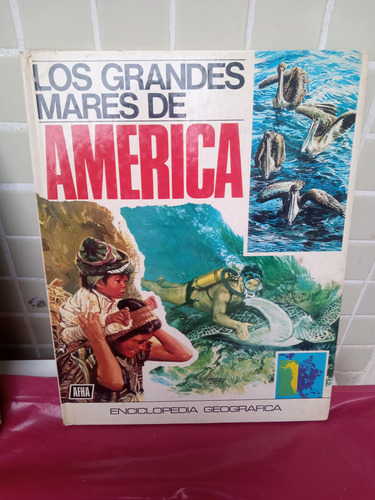 LOS GRANDES
MARES DE
AMERICA
AFHA
ENCICLOPEDIA GEOGRAFICA